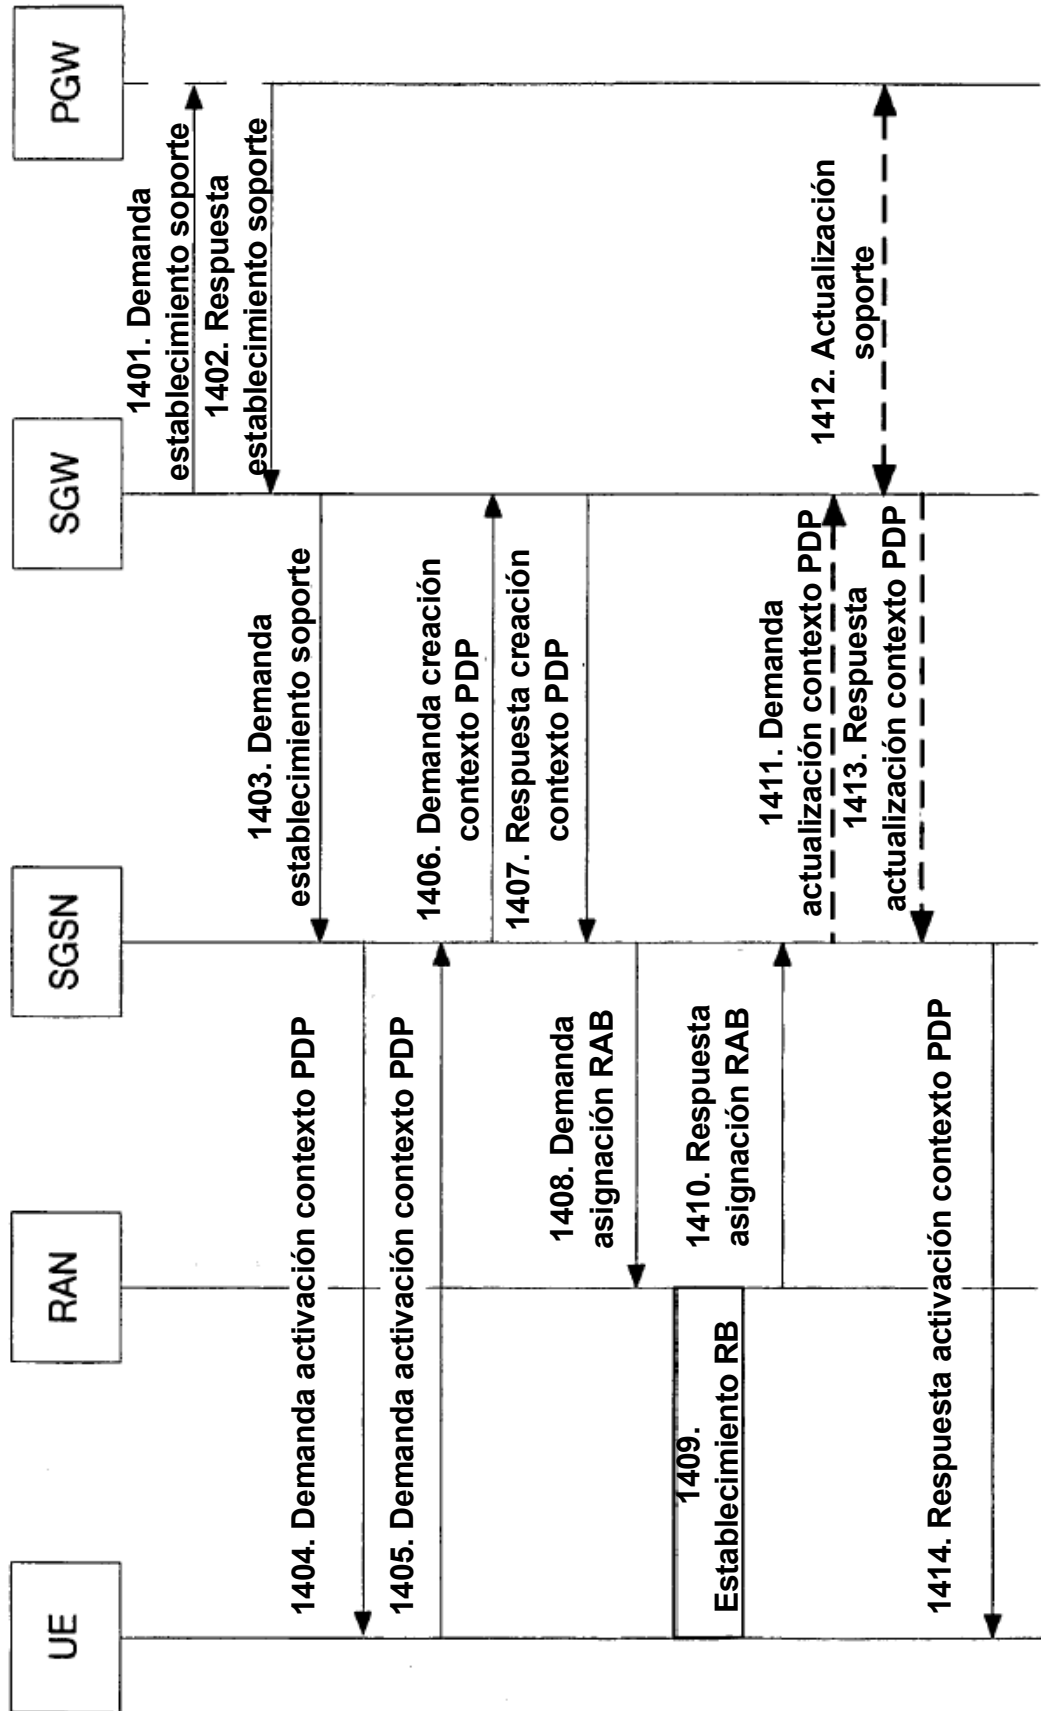 UE
RAN
SGSN
SGW
PGW
1401. Demanda
establecimiento soporte
1402. Respuesta
establecimiento soporte
1403. Demanda
establecimiento soporte
1404. Demanda activación contexto PDP
1405. Demanda activación contexto PDP
1406. Demanda creación
contexto PDP
1407. Respuesta creación
contexto PDP
1408. Demanda
asignación RAB
1409.
Establecimiento RB
1410. Respuesta
asignación RAB
1411. Demanda
actualización contexto PDP
1412. Actualización
soporte
1413. Respuesta
actualización contexto PDP
1414. Respuesta activación contexto PDP